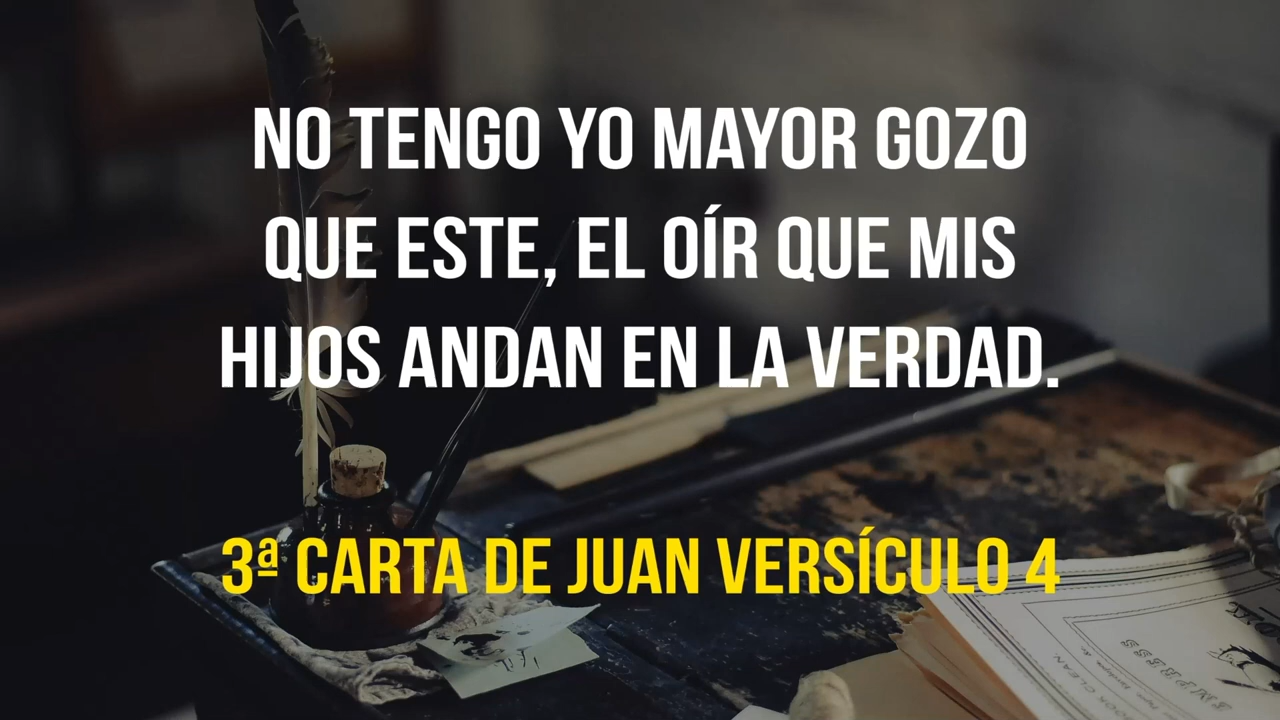 NO TENGO YO MAYOR GOZO
QUE ESTE, EL OÍR QUE MIS
HIJOS ANDAN EN LA VERDAD.
3ª CARTA DE JUAN VERSÍCULO 4
EMPRESS